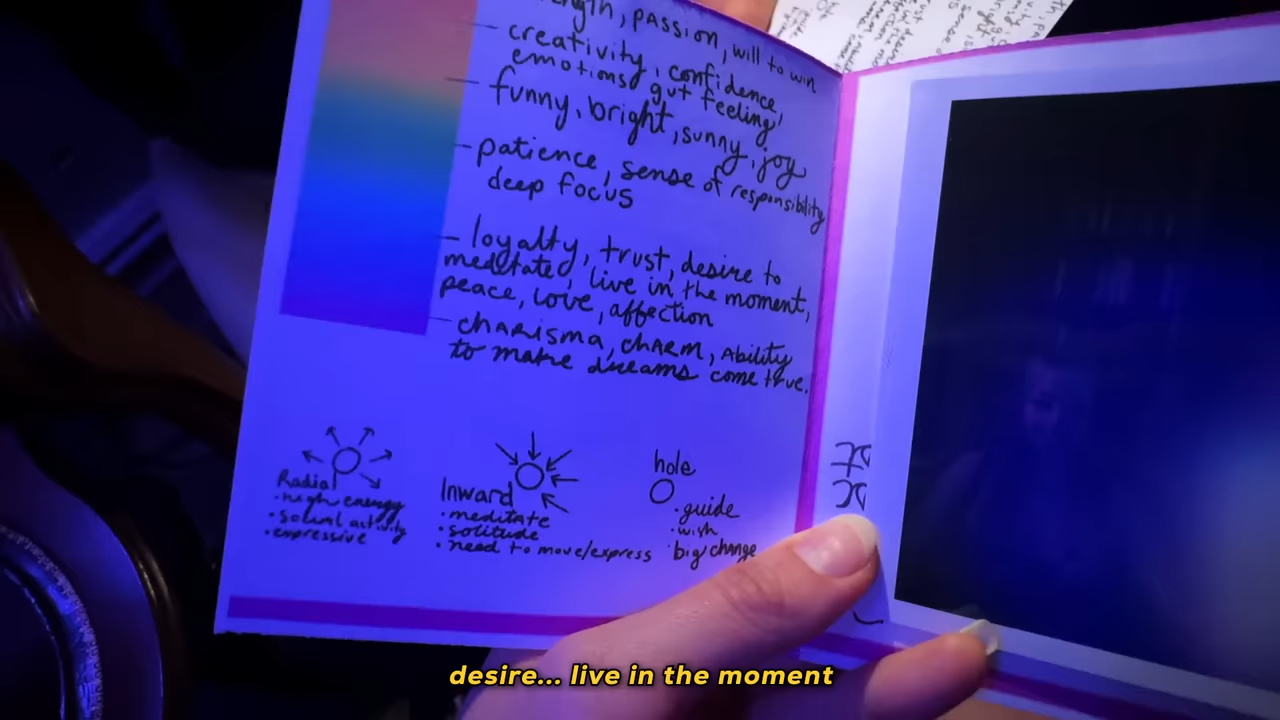 passion, will to win
- creativity, confidence,
emotions gut feeling
- funny, bright, sunny, joy
- patience, sense of responsibility
deep focus
- loyalty, trust, desire to
meditate, live in the moment,
peace, love, affection
- charisma, charm, ability
to make dreams come true.
Radial
• high energy
• social activity
• expressive
Inward
• meditate
• solitude
• need to move/express
hole
• guide
• wish
• big change
desire... live in the moment